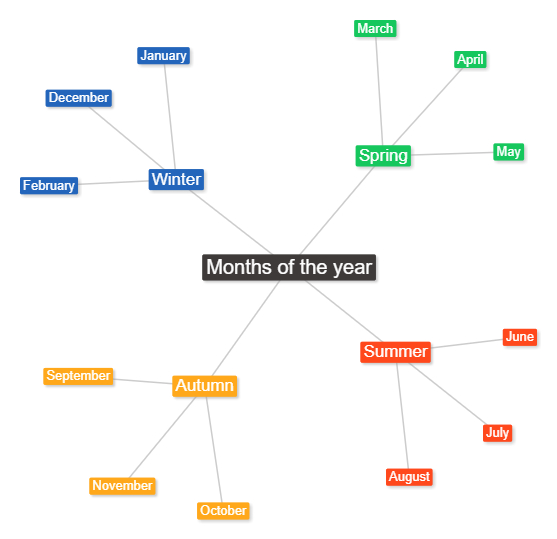 March
January
April
December
May
Spring
Winter
February
Months of the year
June
Summer
September
Autumn
July
August
November
October